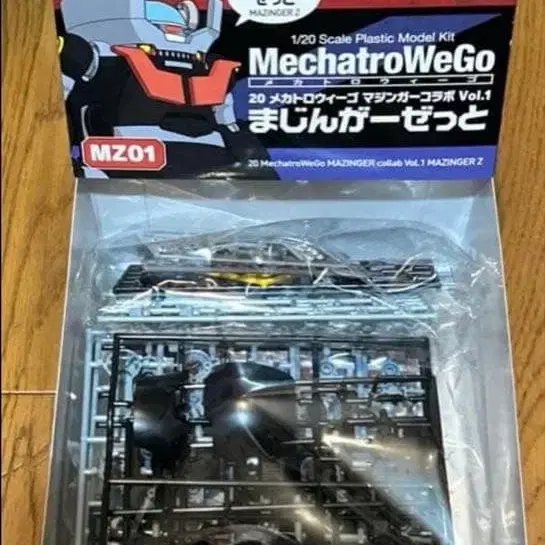 ぜっと
MAZINGER Z
1/20 Scale Plastic Model Kit
MechatroWeGo
メカトロウィーゴ
20 メカトロウィーゴ マジンガーコラボ Vol.1
まじんがーぜっと
MZ01
20 MechatroWeGo MAZINGER collab Vol.1 MAZINGER Z